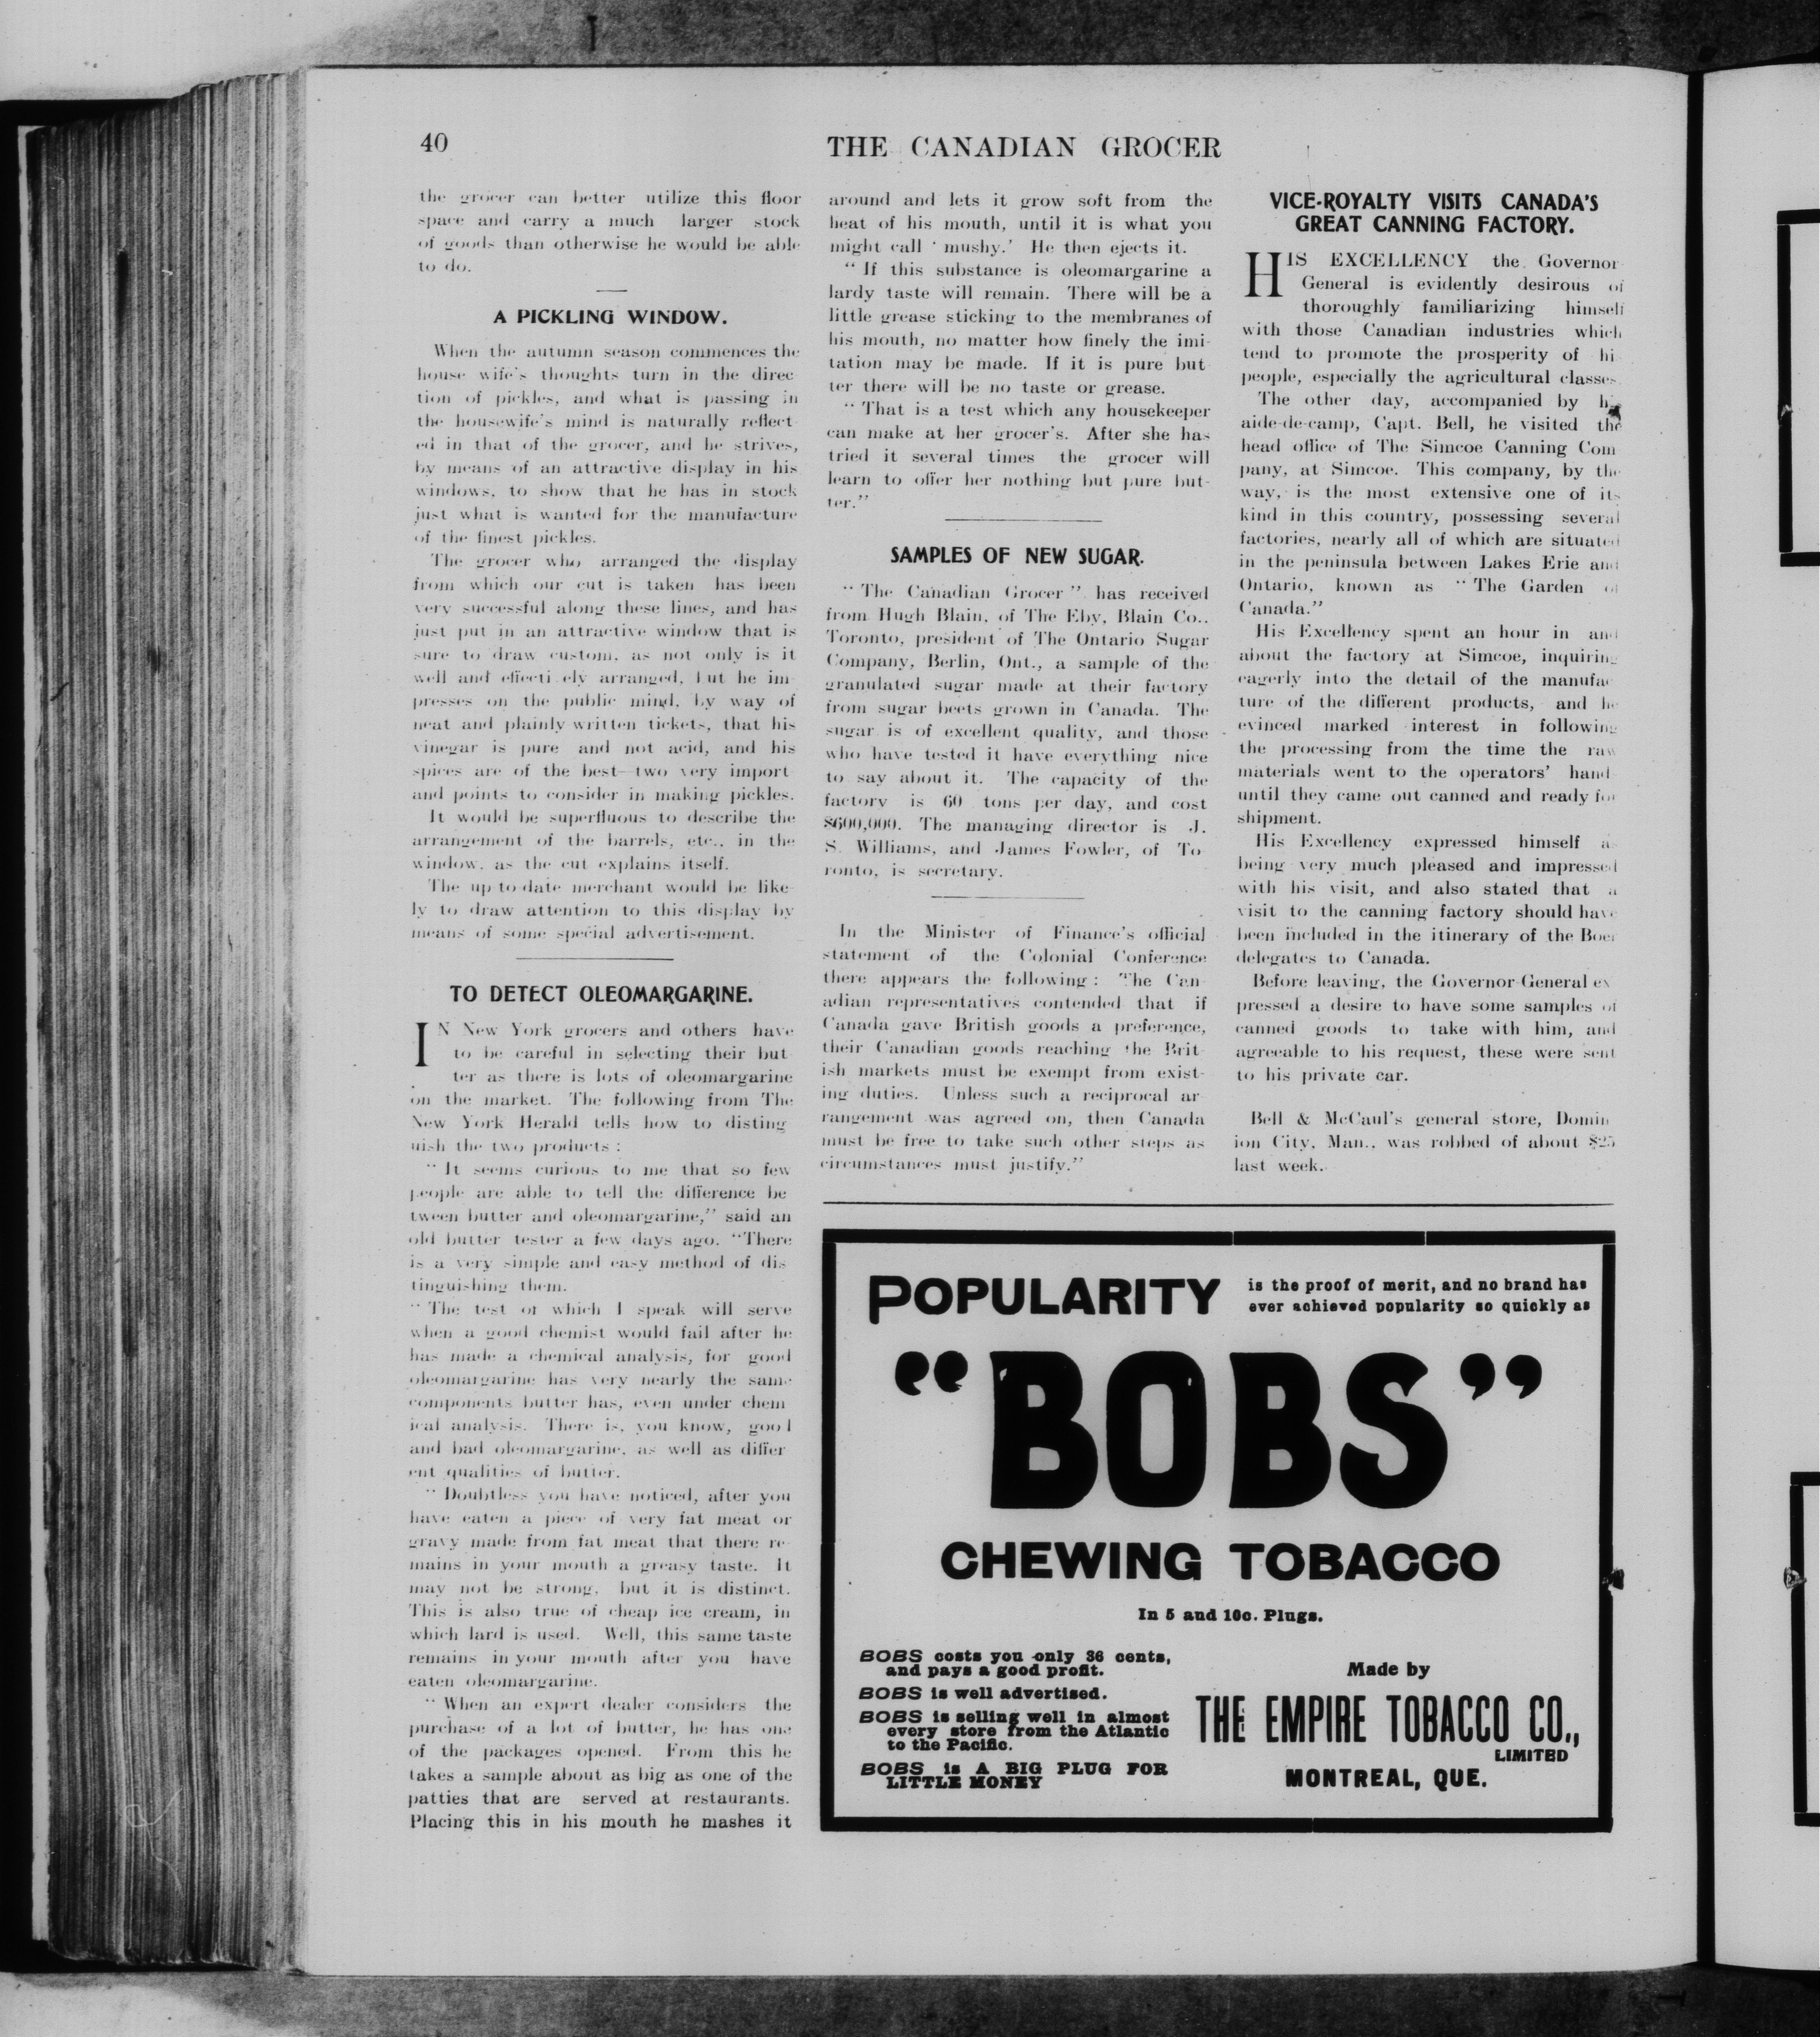 40
THE CANADIAN GROCER
the grocer can better utilize this floor
space and carry a much larger stock
of goods than otherwise he would be able
to do.
A PICKLING WINDOW.
When the autumn season commences the
house wife's thoughts turn in the direc
tion of pickles, and what is passing in
the housewife's mind is naturally reflect
ed in that of the grocer, and he strives,
by means of an attractive display in his
windows, to show that he has in stock
just what is wanted for the manufacture
of the finest pickles.
The grocer who arranged the display
from which our cut is taken has been
very successful along these lines, and has
just put in an attractive window that is
sure to draw custom, as not only is it
well and effecti ely arranged, but he im
presses on the public mind, by way of
neat and plainly-written tickets, that his
vinegar is pure and not acid, and his
spices are of the best—two very import
and points to consider in making pickles.
It would be superfluous to describe the
arrangement of the barrels, etc., in the
window, as the cut explains itself.
The up-to-date merchant would be like-
ly to draw attention to this display by
means of some special advertisement.
TO DETECT OLEOMARGARINE.
IN New York grocers and others have
to be careful in selecting their but
ter as there is lots of oleomargarine
on the market. The following from The
New York Herald tells how to disting
uish the two products :
"It seems curious to me that so few
people are able to tell the difference be
tween butter and oleomargarine," said an
old butter tester a few days ago. "There
is a very simple and easy method of dis
tinguishing them.
"The test of which I speak will serve
when a good chemist would fail after he
has made a chemical analysis, for good
oleomargarine has very nearly the same
components butter has, even under chem
ical analysis. There is, you know, good
and bad oleomargarine, as well as differ
ent qualities of butter.
"Doubtless you have noticed, after you
have eaten a piece of very fat meat or
gravy made from fat meat that there re-
mains in your mouth a greasy taste. It
may not be strong, but it is distinct.
This is also true of cheap ice cream, in
which lard is used. Well, this same taste
remains in your mouth after you have
eaten oleomargarine.
"When an expert dealer considers the
purchase of a lot of butter, he has one
of the packages opened. From this he
takes a sample about as big as one of the
patties that are served at restaurants.
Placing this in his mouth he mashes it
around and lets it grow soft from the
heat of his mouth, until it is what you
might call 'mushy.' He then ejects it.
"If this substance is oleomargarine a
lardy taste will remain. There will be a
little grease sticking to the membranes of
his mouth, no matter how finely the imi-
tation may be made. If it is pure but
ter there will be no taste or grease.
"That is a test which any housekeeper
can make at her grocer's. After she has
tried it several times the grocer will
learn to offer her nothing but pure but-
ter."
SAMPLES OF NEW SUGAR.
"The Canadian Grocer" has received
from Hugh Blain, of The Eby, Blain Co.,
Toronto, president of The Ontario Sugar
Company, Berlin, Ont., a sample of the
granulated sugar made at their factory
from sugar beets grown in Canada. The
sugar is of excellent quality, and those
who have tested it have everything nice
to say about it. The capacity of the
factory is 60 tons per day, and cost
$600,000. The managing director is J.
S. Williams, and James Fowler, of To
ronto, is secretary.
In the Minister of Finance's official
statement of the Colonial Conference
there appears the following : The Can-
adian representatives contended that if
Canada gave British goods a preference,
their Canadian goods reaching the Brit-
ish markets must be exempt from exist-
ing duties. Unless such a reciprocal ar
rangement was agreed on, then Canada
must be free to take such other steps as
circumstances must justify."
VICE-ROYALTY VISITS CANADA'S
GREAT CANNING FACTORY.
HIS EXCELLENCY the Governor-
General is evidently desirous of
thoroughly familiarizing himself
with those Canadian industries which
tend to promote the prosperity of hi
people, especially the agricultural classes.
The other day, accompanied by his
aide-de-camp, Capt. Bell, he visited the
head office of The Simcoe Canning Com
pany, at Simcoe. This company, by the
way, is the most extensive one of its
kind in this country, possessing several
factories, nearly all of which are situated
in the peninsula between Lakes Erie and
Ontario, known as "The Garden of
Canada."
His Excellency spent an hour in and
about the factory at Simcoe, inquiring
eagerly into the detail of the manufac
ture of the different products, and he
evinced marked interest in following
the processing from the time the raw
materials went to the operators' hand
until they came out canned and ready for
shipment.
His Excellency expressed himself a
being very much pleased and impressed
with his visit, and also stated that a
visit to the canning factory should have
been included in the itinerary of the Boer
delegates to Canada.
Before leaving, the Governor-General ex
pressed a desire to have some samples of
canned goods to take with him, and
agreeable to his request, these were sent
to his private car.
Bell & McCaul's general store, Domin
ion City, Man., was robbed of about $25
last week.
POPULARITY is the proof of merit, and no brand has
ever achieved popularity so quickly as
"BOBS"
CHEWING TOBACCO
In 5 and 10c. Plugs.
BOBS costs you only 36 cents,
and pays a good profit.
BOBS is well advertised.
BOBS is selling well in almost
every store from the Atlantic
to the Pacific.
BOBS is A BIG PLUG FOR
LITTLE MONEY
Made by
THE EMPIRE TOBACCO CO.,
LIMITED
MONTREAL, QUE.